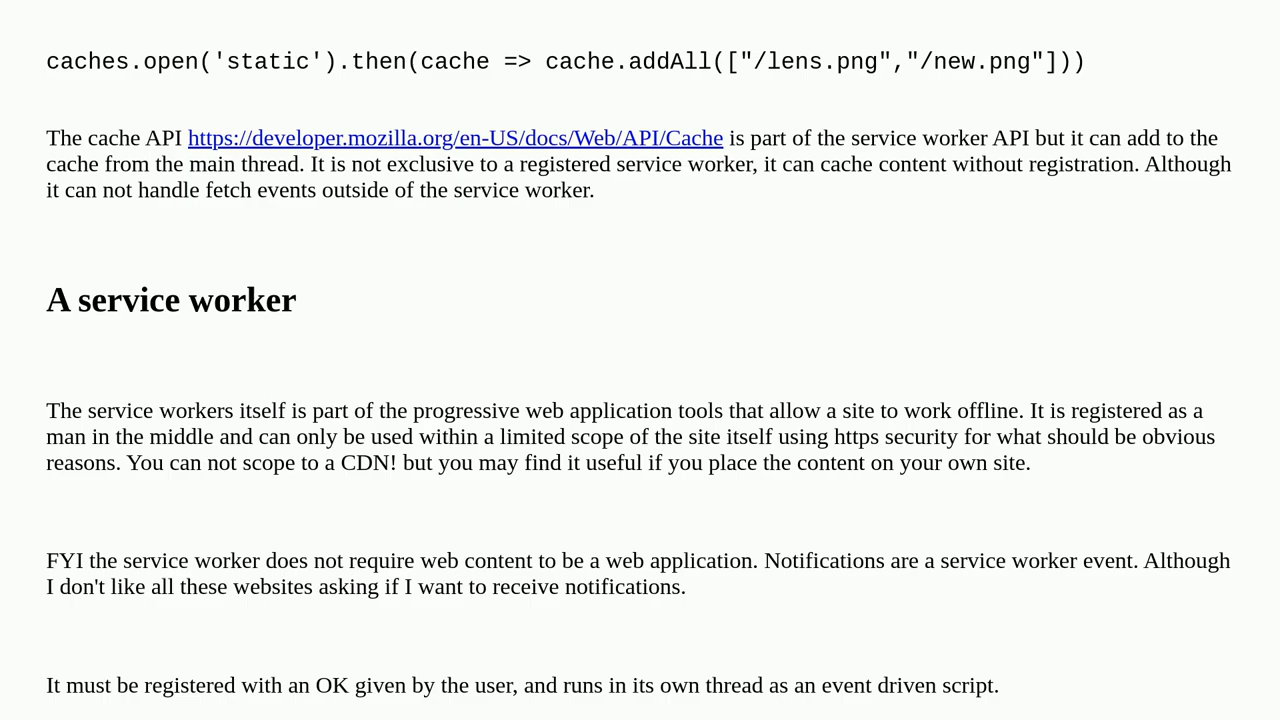 caches.open('static').then(cache => cache.addAll(["/lens.png","/new.png"]))
The cache API https://developer.mozilla.org/en-US/docs/Web/API/Cache is part of the service worker API but it can add to the
cache from the main thread. It is not exclusive to a registered service worker, it can cache content without registration. Although
it can not handle fetch events outside of the service worker.
A service worker
The service workers itself is part of the progressive web application tools that allow a site to work offline. It is registered as a
man in the middle and can only be used within a limited scope of the site itself using https security for what should be obvious
reasons. You can not scope to a CDN! but you may find it useful if you place the content on your own site.
FYI the service worker does not require web content to be a web application. Notifications are a service worker event. Although
I don't like all these websites asking if I want to receive notifications.
It must be registered with an OK given by the user, and runs in its own thread as an event driven script.